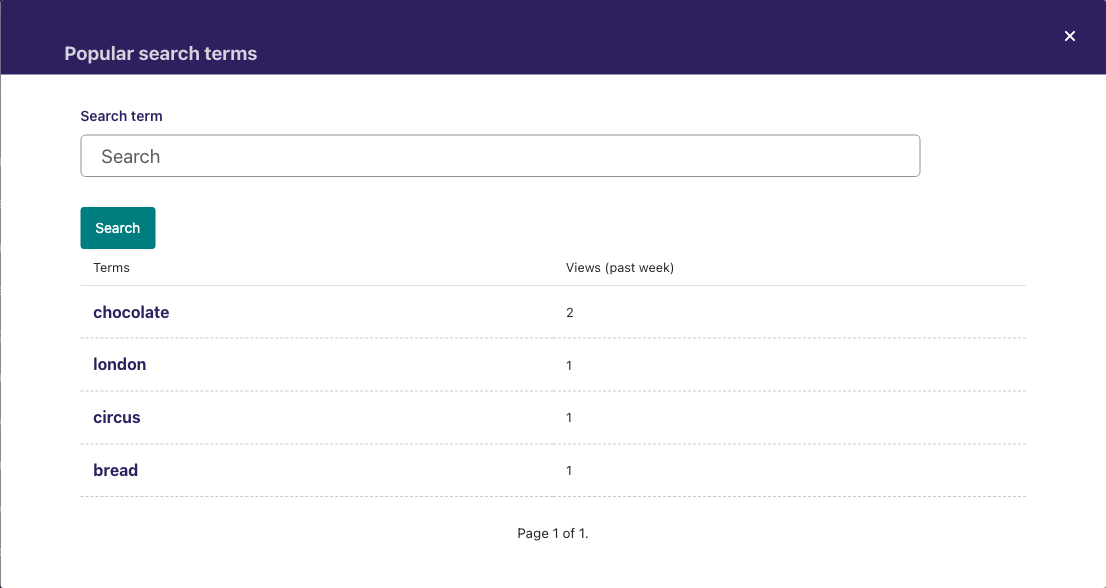 Popular search terms
Search term
Search
Search
Terms Views (past week)
chocolate 2
london 1
circus 1
bread 1
Page 1 of 1.